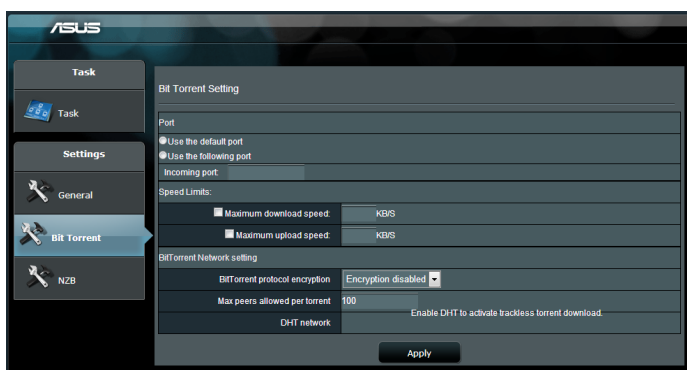 ASUS
Task
Task
Settings
General
Bit Torrent
NZB
Bit Torrent Setting
Port
Use the default port
Use the following port
Incoming port:
Speed Limits:
Maximum download speed: KB/S
Maximum upload speed: KB/S
BitTorrent Network setting
BitTorrent protocol encryption Encryption disabled
Max peers allowed per torrent 100
DHT network Enable DHT to activate trackless torrent download.
Apply